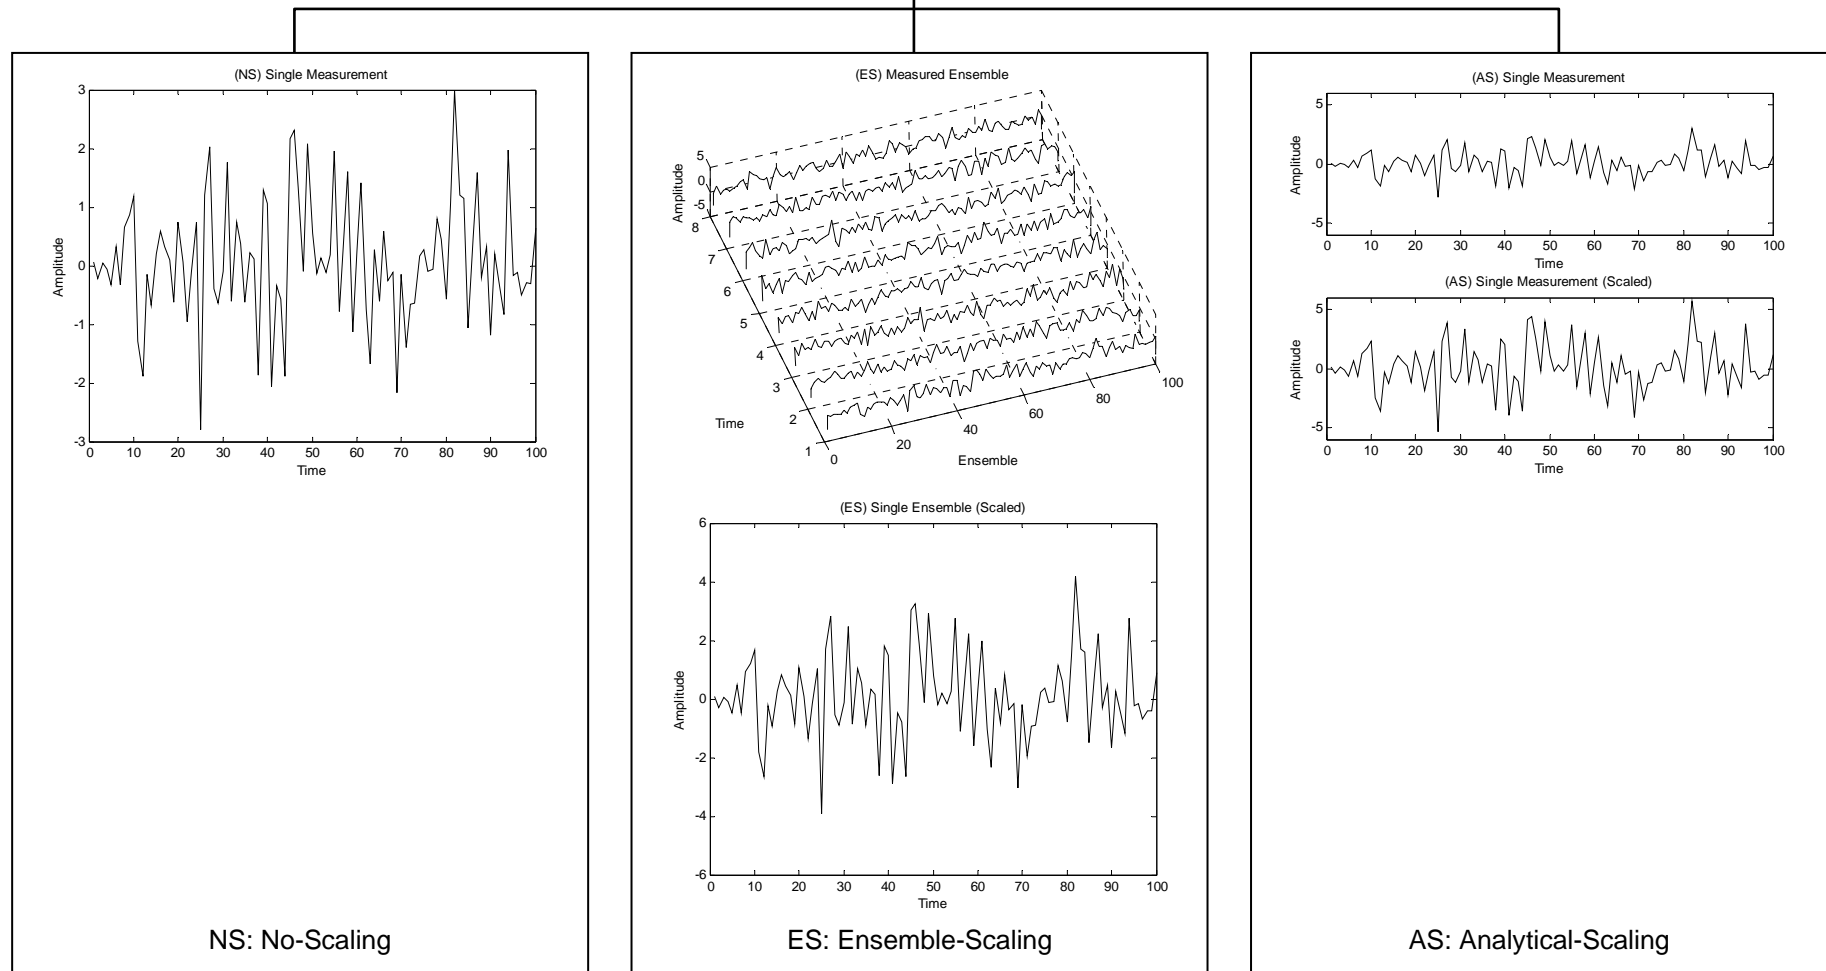 (NS) Single Measurement
3
2
1
0
-1
-2
-3
Amplitude
0 10 20 30 40 50 60 70 80 90 100
Time
NS: No-Scaling
(ES) Measured Ensemble
5
0
-5
Amplitude
8
7
6
5
4
3
2
1
Time
0 20 40 60 80 100
Ensemble
(ES) Single Ensemble (Scaled)
6
4
2
0
-2
-4
-6
Amplitude
0 10 20 30 40 50 60 70 80 90 100
Time
ES: Ensemble-Scaling
(AS) Single Measurement
5
0
-5
Amplitude
0 10 20 30 40 50 60 70 80 90 100
Time
(AS) Single Measurement (Scaled)
5
0
-5
Amplitude
0 10 20 30 40 50 60 70 80 90 100
Time
AS: Analytical-Scaling